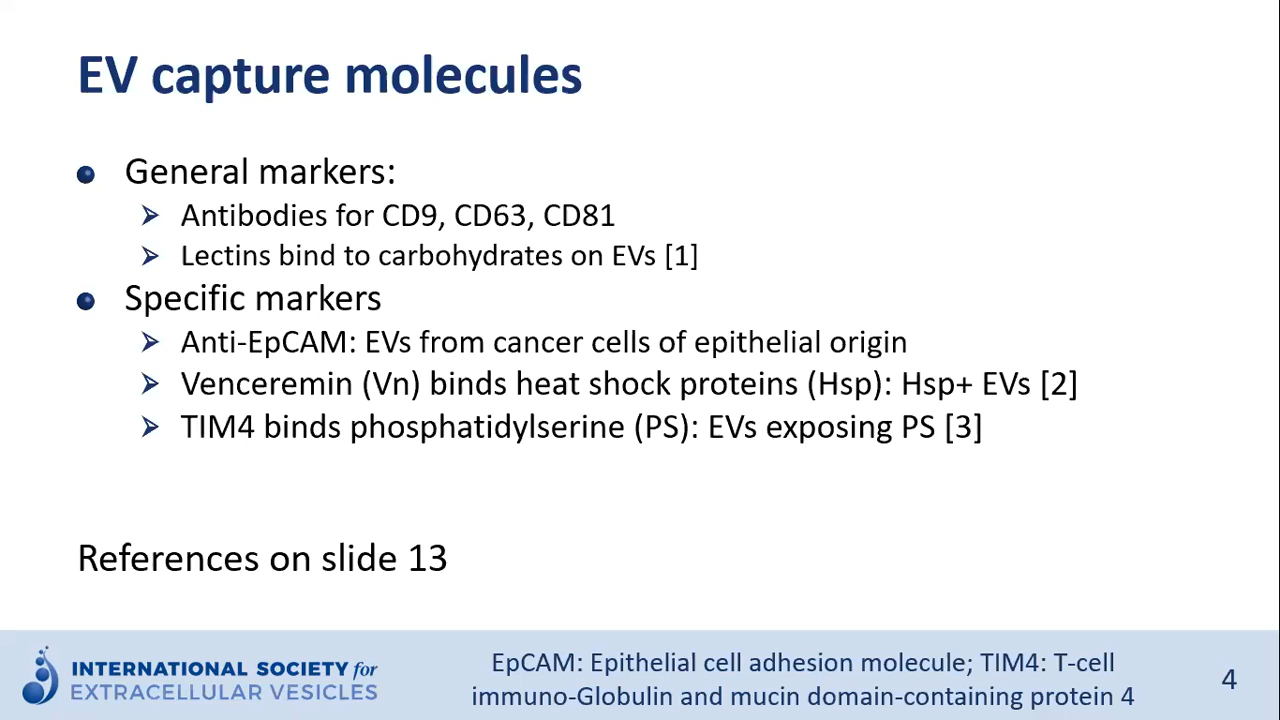 EV capture molecules
General markers:
Antibodies for CD9, CD63, CD81
Lectins bind to carbohydrates on EVs [1]
Specific markers
Anti-EpCAM: EVs from cancer cells of epithelial origin
Venceremin (Vn) binds heat shock proteins (Hsp): Hsp+ EVs [2]
TIM4 binds phosphatidylserine (PS): EVs exposing PS [3]
References on slide 13
INTERNATIONAL SOCIETY for
EXTRACELLULAR VESICLES
EpCAM: Epithelial cell adhesion molecule; TIM4: T-cell
immuno-Globulin and mucin domain-containing protein 4
4